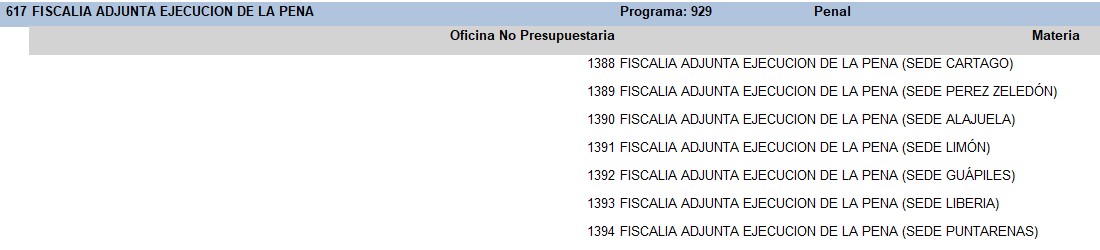 617 FISCALIA ADJUNTA EJECUCION DE LA PENA Programa: 929 Penal
Oficina No Presupuestaria Materia
1388 FISCALIA ADJUNTA EJECUCION DE LA PENA (SEDE CARTAGO)
1389 FISCALIA ADJUNTA EJECUCION DE LA PENA (SEDE PEREZ ZELEDÓN)
1390 FISCALIA ADJUNTA EJECUCION DE LA PENA (SEDE ALAJUELA)
1391 FISCALIA ADJUNTA EJECUCION DE LA PENA (SEDE LIMÓN)
1392 FISCALIA ADJUNTA EJECUCION DE LA PENA (SEDE GUÁPILES)
1393 FISCALIA ADJUNTA EJECUCION DE LA PENA (SEDE LIBERIA)
1394 FISCALIA ADJUNTA EJECUCION DE LA PENA (SEDE PUNTARENAS)